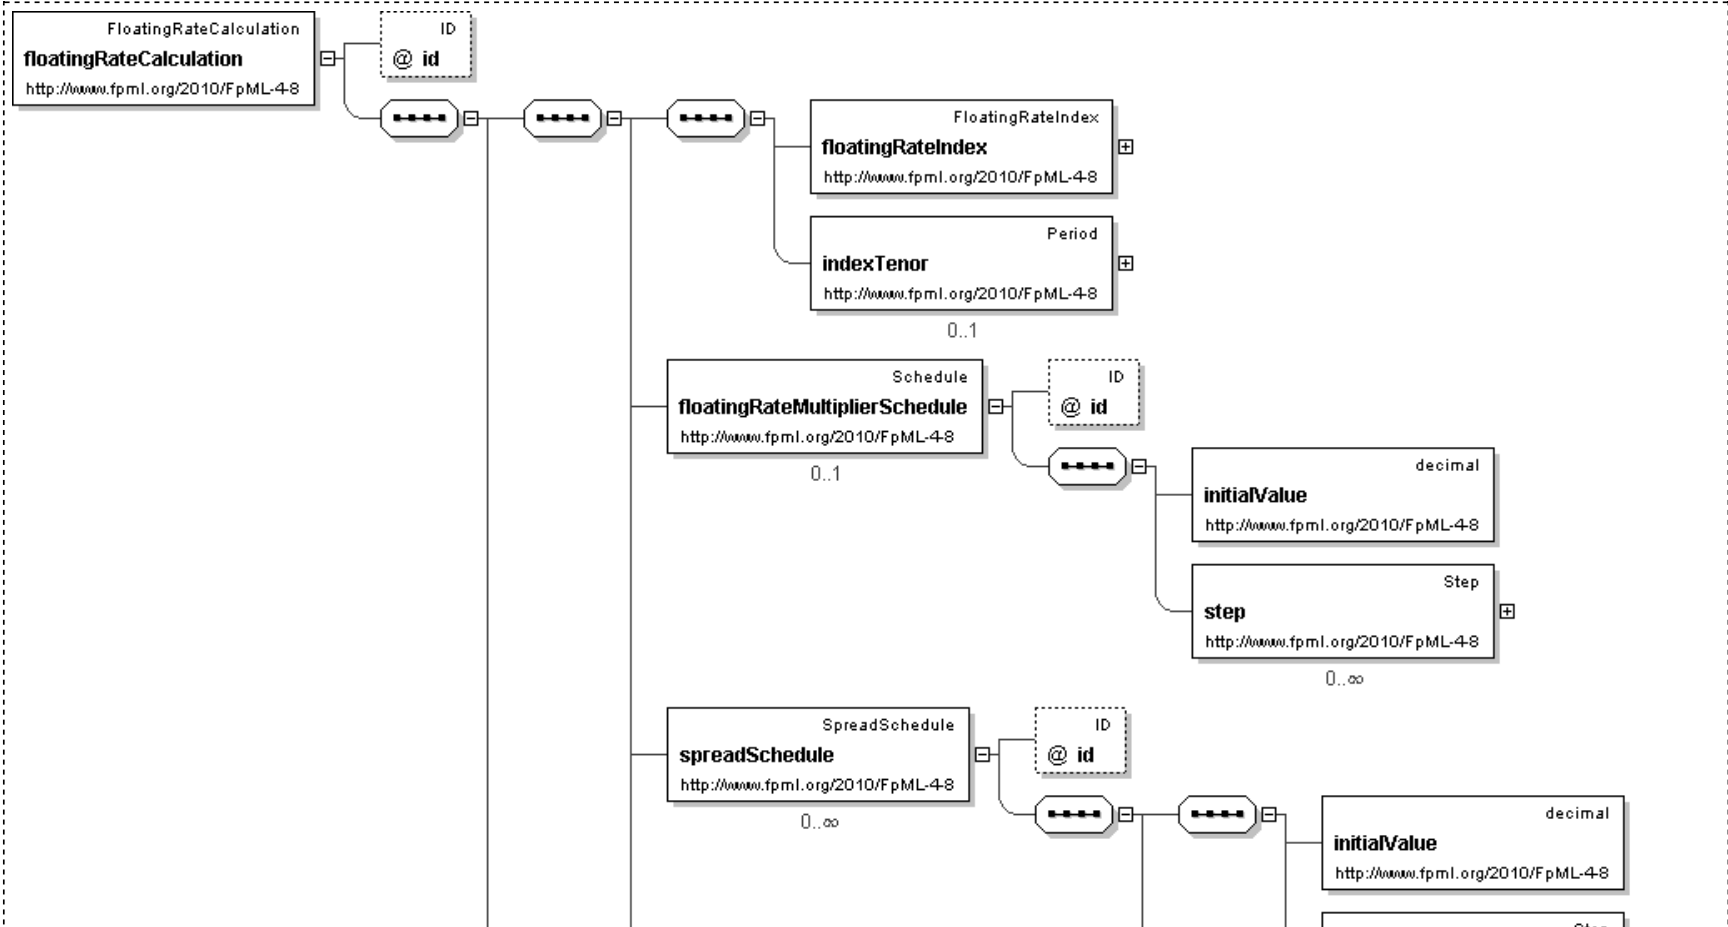 FloatingRateCalculation
floatingRateCalculation
http://www.fpml.org/2010/FpML-4-8
ID
@ id
FloatingRateIndex
floatingRateIndex
http://www.fpml.org/2010/FpML-4-8
Period
indexTenor
http://www.fpml.org/2010/FpML-4-8
0..1
Schedule
floatingRateMultiplierSchedule
http://www.fpml.org/2010/FpML-4-8
0..1
ID
@ id
decimal
initialValue
http://www.fpml.org/2010/FpML-4-8
Step
step
http://www.fpml.org/2010/FpML-4-8
0..∞
SpreadSchedule
spreadSchedule
http://www.fpml.org/2010/FpML-4-8
0..∞
ID
@ id
decimal
initialValue
http://www.fpml.org/2010/FpML-4-8